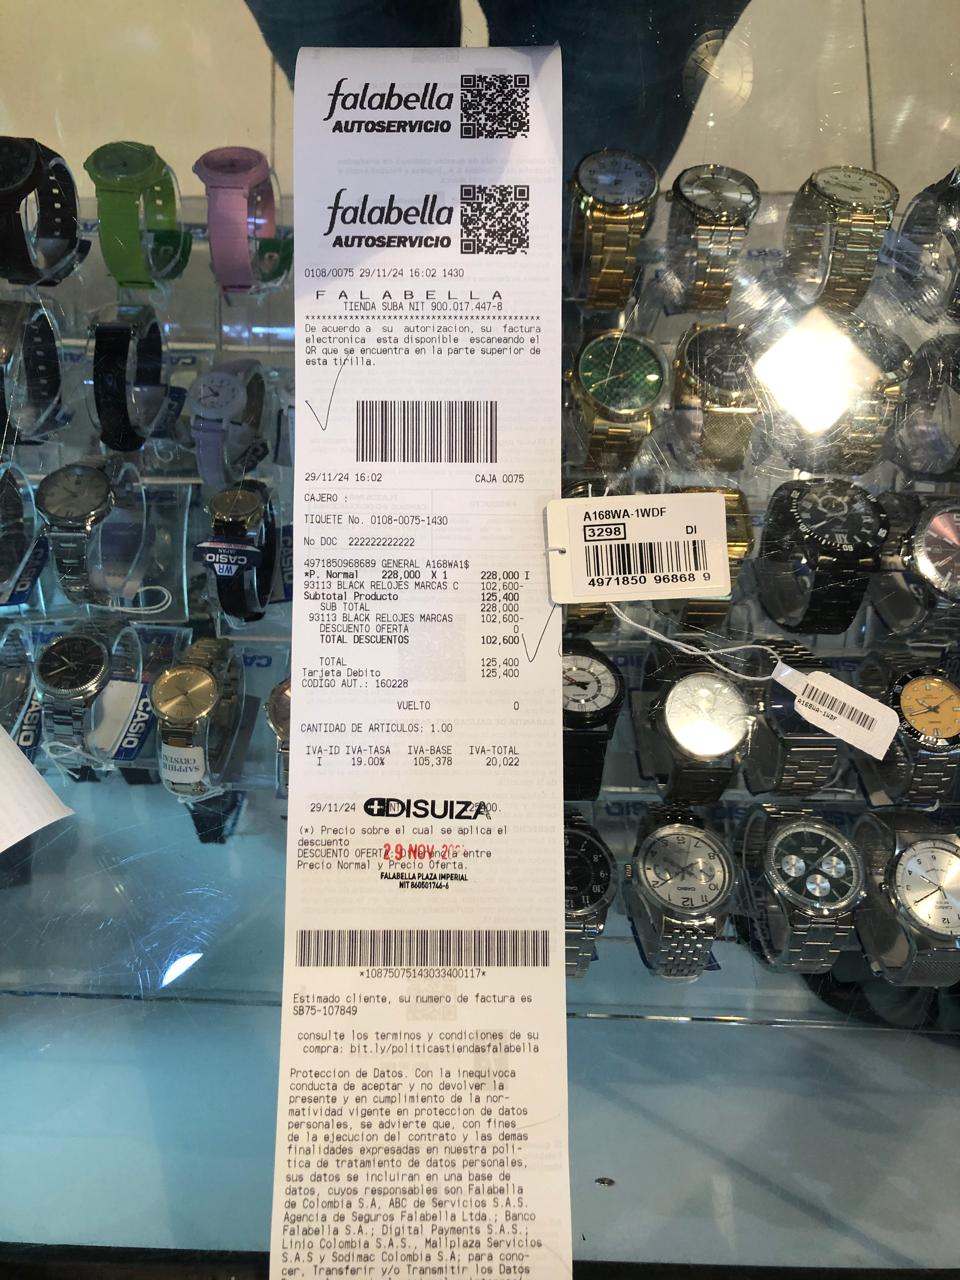 falabella
AUTOSERVICIO
falabella
AUTOSERVICIO
0108/0075 29/11/24 16:02 1430
F A L A B E L L A
TIENDA SUBA NIT 900.017.447-8
****************************************
De acuerdo a su autorizacion, su factura
electronica esta disponible escaneando el
QR que se encuentra en la parte superior de
esta tirilla.
29/11/24 16:02 CAJA 0075
CAJERO :
TIQUETE No. 0108-0075-1430
No DOC 222222222222
4971850968689 GENERAL A168WA1$
*P. Normal 228,000 X 1 228,000 I
93113 BLACK RELOJES MARCAS C 102,600-
Subtotal Producto 125,400
SUB TOTAL 228,000
93113 BLACK RELOJES MARCAS 102,600-
DESCUENTO OFERTA 0
TOTAL DESCUENTOS 102,600
TOTAL 125,400
Tarjeta Debito 125,400
CODIGO AUT.: 160228
VUELTO 0
CANTIDAD DE ARTICULOS: 1.00
IVA-ID IVA-TASA IVA-BASE IVA-TOTAL
I 19.00% 105,378 20,022
29/11/24
DISUIZA
(*) Precio sobre el cual se aplica el
descuento
DESCUENTO OFERTA: Diferencia entre
29 NOV
Precio Normal y Precio Oferta.
FALABELLA PLAZA IMPERIAL
NIT 860501746-6
*10875075143033400117*
Estimado cliente, su numero de factura es
SB75-107849
consulte los terminos y condiciones de su
compra: bit.ly/politicastiendasfalabella
Proteccion de Datos. Con la inequivoca
conducta de aceptar y no devolver la
presente y en cumplimiento de la nor-
matividad vigente en proteccion de datos
personales, se advierte que, con fines
de la ejecucion del contrato y las demas
finalidades expresadas en nuestra poli-
tica de tratamiento de datos personales,
sus datos se incluiran en una base de
datos, cuyos responsables son Falabella
de Colombia S.A, ABC de Servicios S.A.S.
Agencia de Seguros Falabella Ltda.; Banco
Falabella S.A.; Digital Payments S.A.S.;
Linio Colombia S.A.S., Mallplaza Servicios
S.A.S y Sodimac Colombia S.A; para cono-
cer, Transferir y/o Transmitir los Datos
A168WA-1WDF
3298 DI
4971850 96868 9
A168WA-1WDF
WR
JAPAN
CASIO
CASIO
SAPPHIRE
CRYSTAL
CASIO